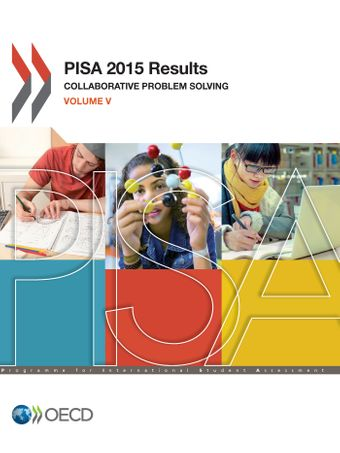 PISA 2015 Results
COLLABORATIVE PROBLEM SOLVING
VOLUME V
PISA
Programme for International Student Assessment
OECD